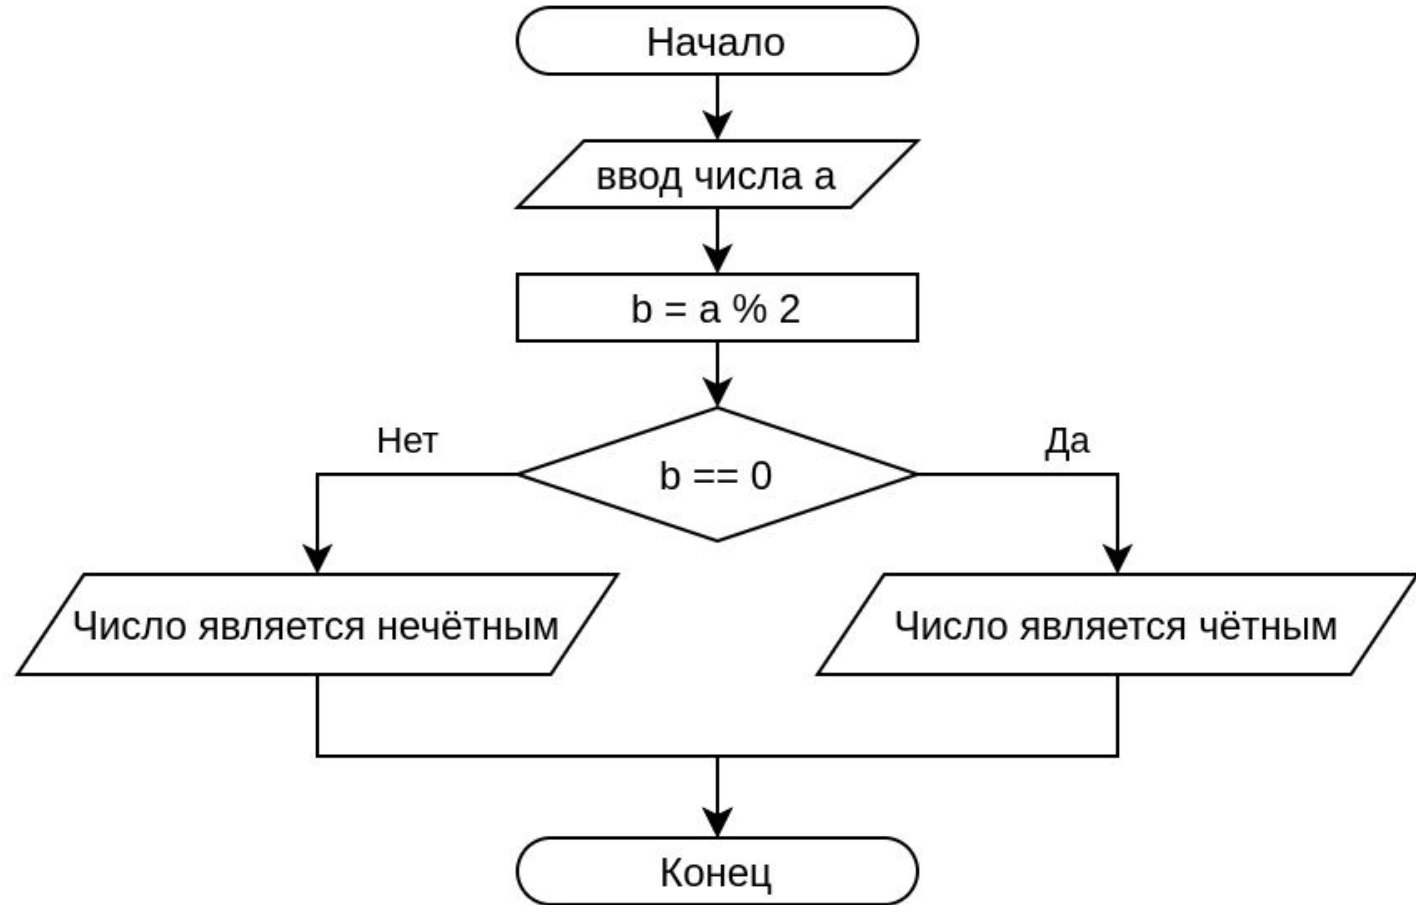 Начало
ввод числа a
b = a % 2
b == 0
Нет
Да
Число является нечётным
Число является чётным
Конец